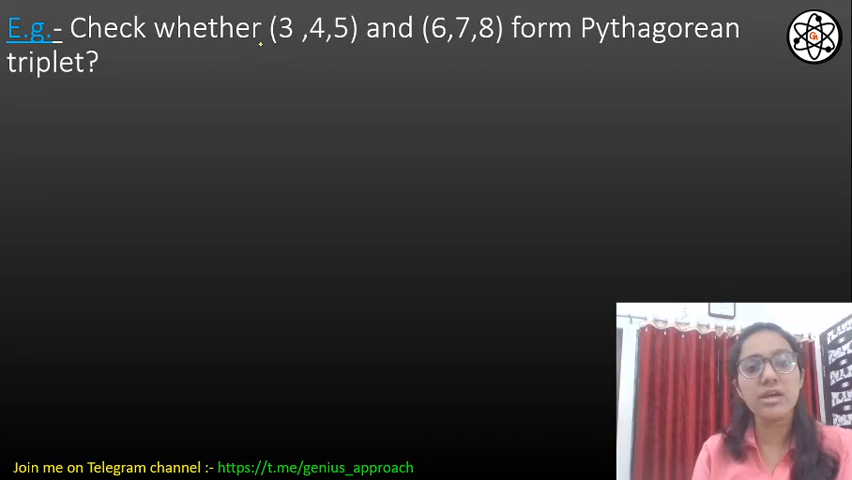 E.g.- Check whether (3 ,4,5) and (6,7,8) form Pythagorean
triplet?
Join me on Telegram channel :- https://t.me/genius_approach